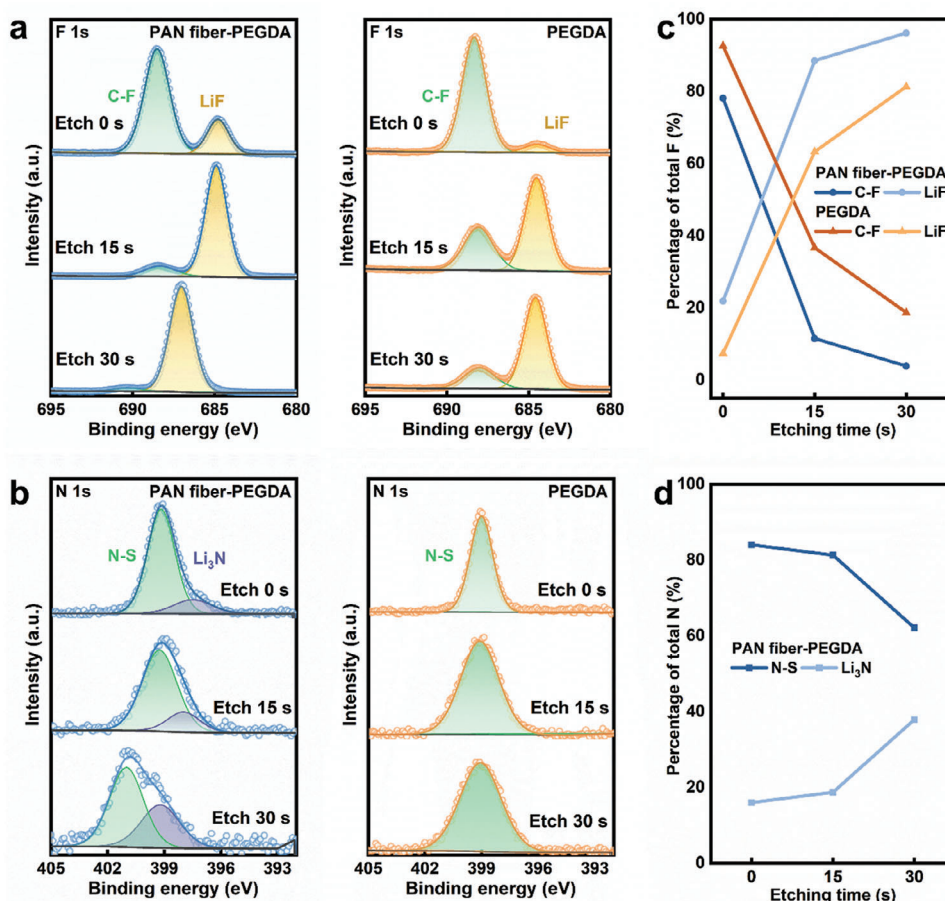 a
F 1s PAN fiber-PEGDA
C-F
LiF
Etch 0 s
Etch 15 s
Etch 30 s
Intensity (a.u.)
695 690 685 680
Binding energy (eV)
F 1s PEGDA
C-F
LiF
Etch 0 s
Etch 15 s
Etch 30 s
Intensity (a.u.)
695 690 685 680
Binding energy (eV)
c
Percentage of total F (%)
100
80
60
40
20
0
PAN fiber-PEGDA
C-F LiF
PEGDA
C-F LiF
0 15 30
Etching time (s)
b
N 1s PAN fiber-PEGDA
N-S
Li₃N
Etch 0 s
Etch 15 s
Etch 30 s
Intensity (a.u.)
405 402 399 396 393
Binding energy (eV)
N 1s PEGDA
N-S
Etch 0 s
Etch 15 s
Etch 30 s
Intensity (a.u.)
405 402 399 396 393
Binding energy (eV)
d
Percentage of total N (%)
100
80
60
40
20
0
PAN fiber-PEGDA
N-S Li₃N
0 15 30
Etching time (s)